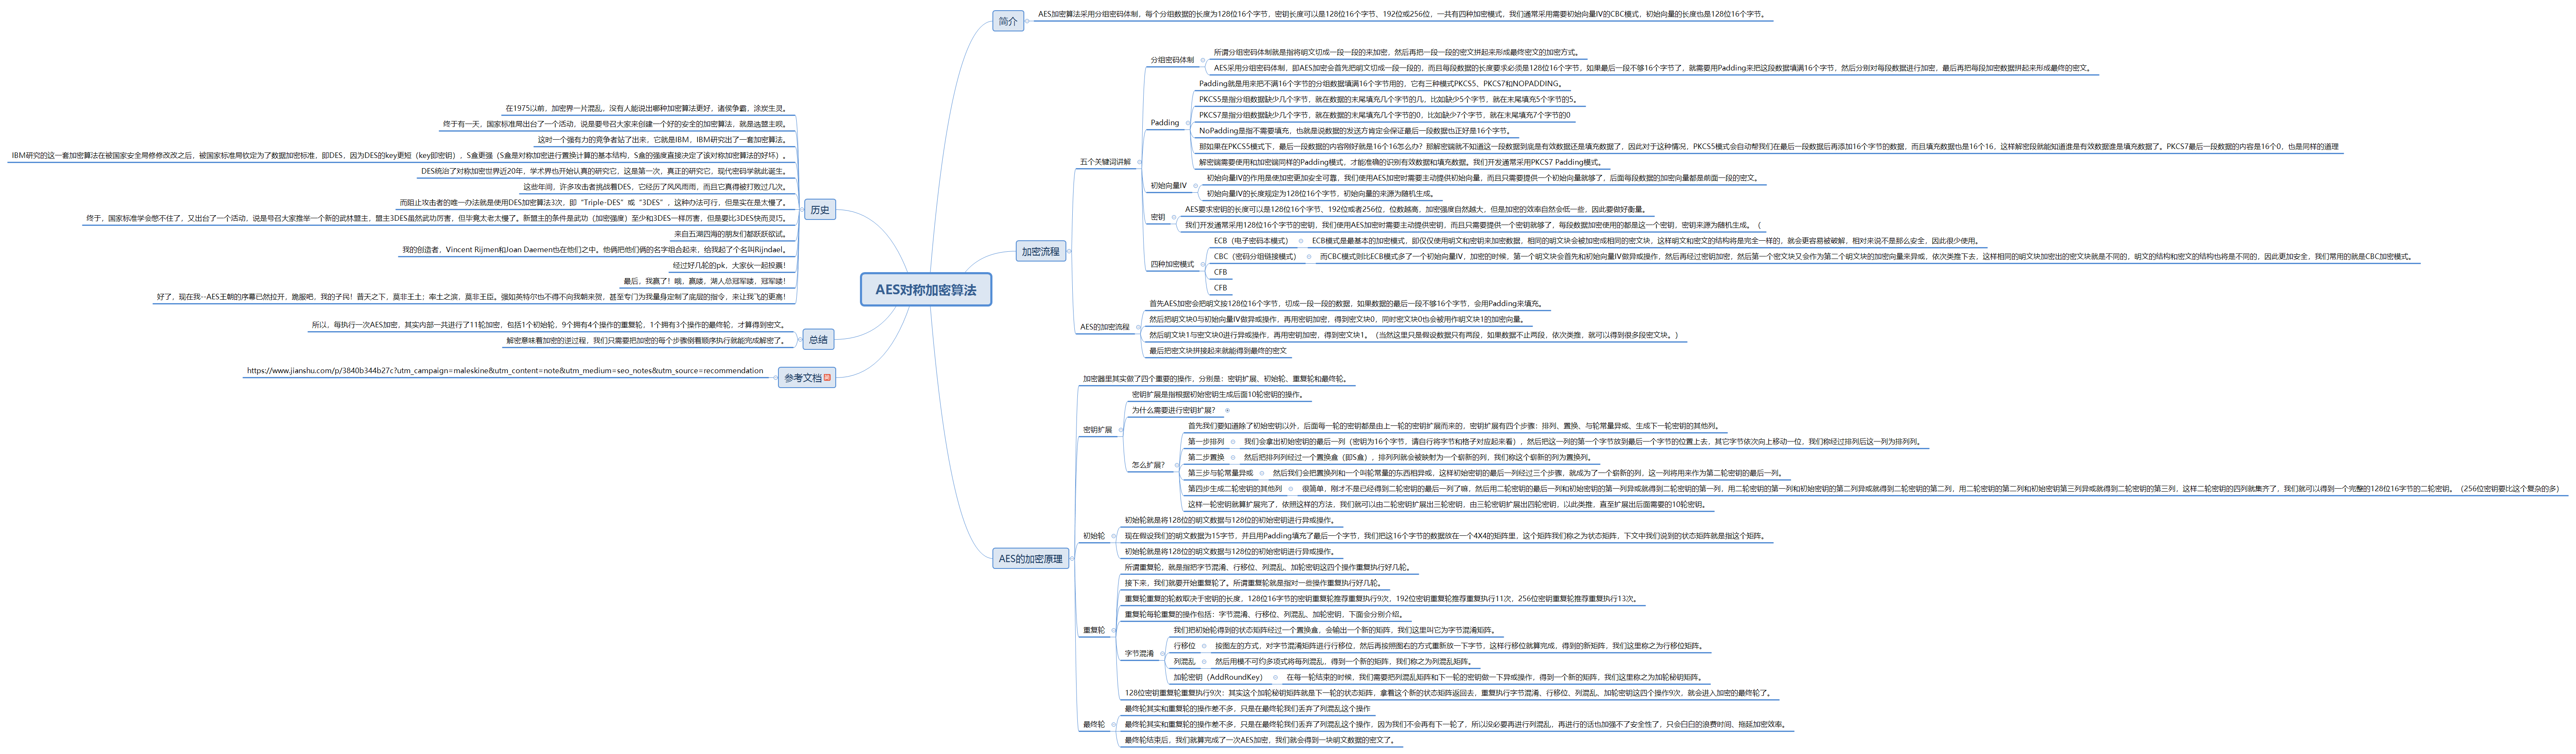 AES对称加密算法
简介
AES加密算法采用分组密码体制，每个分组数据的长度为128位16个字节，密钥长度可以是128位16个字节、192位或256位，一共有四种加密模式，我们通常采用需要初始向量IV的CBC模式，初始向量的长度也是128位16个字节。
加密流程
五个关键词讲解
分组密码体制
所谓分组密码体制就是指将明文切成一段一段的来加密，然后再把一段一段的密文拼起来形成最终密文的加密方式。
AES采用分组密码体制，即AES加密会首先把明文切成一段一段的，而且每段数据的长度要求必须是128位16个字节，如果最后一段不够16个字节了，就需要用Padding来把这段数据填满16个字节，然后分别对每段数据进行加密，最后再把每段加密数据拼起来形成最终的密文。
Padding
Padding就是用来把不满16个字节的分组数据填满16个字节用的，它有三种模式PKCS5、PKCS7和NOPADDING。
PKCS5是指分组数据缺少几个字节，就在数据的末尾填充几个字节的几，比如缺少5个字节，就在末尾填充5个字节的5。
PKCS7是指分组数据缺少几个字节，就在数据的末尾填充几个字节的0，比如缺少7个字节，就在末尾填充7个字节的0
NoPadding是指不需要填充，也就是说数据的发送方肯定会保证最后一段数据也正好是16个字节。
那如果在PKCS5模式下，最后一段数据的内容刚好就是16个16怎么办？那解密端就不知道这一段数据到底是有效数据还是填充数据了，因此对于这种情况，PKCS5模式会自动帮我们在最后一段数据后再添加16个字节的数据，而且填充数据也是16个16，这样解密段就能知道谁是有效数据谁是填充数据了。PKCS7最后一段数据的内容是16个0，也是同样的道理
解密端需要使用和加密端同样的Padding模式，才能准确的识别有效数据和填充数据。我们开发通常采用PKCS7 Padding模式。
初始向量IV
初始向量IV的作用是使加密更加安全可靠，我们使用AES加密时需要主动提供初始向量，而且只需要提供一个初始向量就够了，后面每段数据的加密向量都是前面一段的密文。
初始向量IV的长度规定为128位16个字节，初始向量的来源为随机生成。
密钥
AES要求密钥的长度可以是128位16个字节、192位或者256位，位数越高，加密强度自然越大，但是加密的效率自然会低一些，因此要做好衡量。
我们开发通常采用128位16个字节的密钥，我们使用AES加密时需要主动提供密钥，而且只需要提供一个密钥就够了，每段数据加密使用的都是这一个密钥，密钥来源为随机生成。（
四种加密模式
ECB（电子密码本模式）
ECB模式是最基本的加密模式，即仅仅使用明文和密钥来加密数据，相同的明文块会被加密成相同的密文块，这样明文和密文的结构将是完全一样的，就会更容易被破解，相对来说不是那么安全，因此很少使用。
CBC（密码分组链接模式）
而CBC模式则比ECB模式多了一个初始向量IV，加密的时候，第一个明文块会首先和初始向量IV做异或操作，然后再经过密钥加密，然后第一个密文块又会作为第二个明文块的加密向量来异或，依次类推下去，这样相同的明文块加密出的密文块就是不同的，明文的结构和密文的结构也将是不同的，因此更加安全，我们常用的就是CBC加密模式。
CFB
CFB
AES的加密流程
首先AES加密会把明文按128位16个字节，切成一段一段的数据，如果数据的最后一段不够16个字节，会用Padding来填充。
然后把明文块0与初始向量IV做异或操作，再用密钥加密，得到密文块0，同时密文块0也会被用作明文块1的加密向量。
然后明文块1与密文块0进行异或操作，再用密钥加密，得到密文块1。（当然这里只是假设数据只有两段，如果数据不止两段，依次类推，就可以得到很多段密文块。）
最后把密文块拼接起来就能得到最终的密文
AES的加密原理
加密器里其实做了四个重要的操作，分别是：密钥扩展、初始轮、重复轮和最终轮。
密钥扩展
密钥扩展是指根据初始密钥生成后面10轮密钥的操作。
为什么需要进行密钥扩展？
怎么扩展？
首先我们要知道除了初始密钥以外，后面每一轮的密钥都是由上一轮的密钥扩展而来的，密钥扩展有四个步骤：排列、置换、与轮常量异或、生成下一轮密钥的其他列。
第一步排列
我们会拿出初始密钥的最后一列（密钥为16个字节，请自行将字节和格子对应起来看），然后把这一列的第一个字节放到最后一个字节的位置上去，其它字节依次向上移动一位，我们称经过排列后这一列为排列列。
第二步置换
然后把排列列经过一个置换盒（即S盒），排列列就会被映射为一个崭新的列，我们称这个崭新的列为置换列。
第三步与轮常量异或
然后我们会把置换列和一个叫轮常量的东西相异或，这样初始密钥的最后一列经过三个步骤，就成为了一个崭新的列，这一列将用来作为第二轮密钥的最后一列。
第四步生成二轮密钥的其他列
很简单，刚才不是已经得到二轮密钥的最后一列了嘛，然后用二轮密钥的最后一列和初始密钥的第一列异或就得到二轮密钥的第一列，用二轮密钥的第一列和初始密钥的第二列异或就得到二轮密钥的第二列，用二轮密钥的第二列和初始密钥第三列异或就得到二轮密钥的第三列，这样二轮密钥的四列就集齐了，我们就可以得到一个完整的128位16字节的二轮密钥。（256位密钥要比这个复杂的多）
这样一轮密钥就算扩展完了，依照这样的方法，我们就可以由二轮密钥扩展出三轮密钥，由三轮密钥扩展出四轮密钥，以此类推，直至扩展出后面需要的10轮密钥。
初始轮
初始轮就是将128位的明文数据与128位的初始密钥进行异或操作。
现在假设我们的明文数据为15字节，并且用Padding填充了最后一个字节，我们把这16个字节的数据放在一个4X4的矩阵里，这个矩阵我们称之为状态矩阵，下文中我们说到的状态矩阵就是指这个矩阵。
初始轮就是将128位的明文数据与128位的初始密钥进行异或操作。
重复轮
所谓重复轮，就是指把字节混淆、行移位、列混乱、加轮密钥这四个操作重复执行好几轮。
接下来，我们就要开始重复轮了。所谓重复轮就是指对一些操作重复执行好几轮。
重复轮重复的轮数取决于密钥的长度，128位16字节的密钥重复轮推荐重复执行9次，192位密钥重复轮推荐重复执行11次，256位密钥重复轮推荐重复执行13次。
重复轮每轮重复的操作包括：字节混淆、行移位、列混乱、加轮密钥，下面会分别介绍。
字节混淆
我们把初始轮得到的状态矩阵经过一个置换盒，会输出一个新的矩阵，我们这里叫它为字节混淆矩阵。
行移位
按图左的方式，对字节混淆矩阵进行行移位，然后再按照图右的方式重新放一下字节，这样行移位就算完成，得到的新矩阵，我们这里称之为行移位矩阵。
列混乱
然后用模不可约多项式将每列混乱，得到一个新的矩阵，我们称之为列混乱矩阵。
加轮密钥（AddRoundKey）
在每一轮结束的时候，我们需要把列混乱矩阵和下一轮的密钥做一下异或操作，得到一个新的矩阵，我们这里称之为加轮秘钥矩阵。
128位密钥重复轮重复执行9次：其实这个加轮秘钥矩阵就是下一轮的状态矩阵，拿着这个新的状态矩阵返回去，重复执行字节混淆、行移位、列混乱、加轮密钥这四个操作9次，就会进入加密的最终轮了。
最终轮
最终轮其实和重复轮的操作差不多，只是在最终轮我们丢弃了列混乱这个操作
最终轮其实和重复轮的操作差不多，只是在最终轮我们丢弃了列混乱这个操作，因为我们不会再有下一轮了，所以没必要再进行列混乱，再进行的话也加强不了安全性了，只会白白的浪费时间、拖延加密效率。
最终轮结束后，我们就算完成了一次AES加密，我们就会得到一块明文数据的密文了。
历史
在1975以前，加密界一片混乱，没有人能说出哪种加密算法更好，诸侯争霸，涂炭生灵。
终于有一天，国家标准局出台了一个活动，说是要号召大家来创建一个好的安全的加密算法，就是选盟主呗。
这时一个强有力的竞争者站了出来，它就是IBM，IBM研究出了一套加密算法。
IBM研究的这一套加密算法在被国家安全局修修改改之后，被国家标准局钦定为了数据加密标准，即DES，因为DES的key更短（key即密钥），S盒更强（S盒是对称加密进行置换计算的基本结构，S盒的强度直接决定了该对称加密算法的好坏）。
DES统治了对称加密世界近20年，学术界也开始认真的研究它，这是第一次，真正的研究它，现代密码学就此诞生。
这些年间，许多攻击者挑战着DES，它经历了风风雨雨，而且它真得被打败过几次。
而阻止攻击者的唯一办法就是使用DES加密算法3次，即“Triple-DES”或“3DES”，这种办法可行，但是实在是太慢了。
终于，国家标准学会憋不住了，又出台了一个活动，说是号召大家推举一个新的武林盟主，盟主3DES虽然武功厉害，但毕竟太老太慢了。新盟主的条件是武功（加密强度）至少和3DES一样厉害，但是要比3DES快而灵巧。
来自五湖四海的朋友们都跃跃欲试。
我的创造者，Vincent Rijmen和Joan Daemen也在他们之中。他俩把他们俩的名字组合起来，给我起了个名叫Rijndael。
经过好几轮的pk，大家伙一起投票！
最后，我赢了！哦，赢喽，湖人总冠军喽，冠军喽！
好了，现在我--AES王朝的序幕已然拉开，跪服吧，我的子民！普天之下，莫非王土；率土之滨，莫非王臣。强如英特尔也不得不向我朝来贺，甚至专门为我量身定制了底层的指令，来让我飞的更高！
总结
所以，每执行一次AES加密，其实内部一共进行了11轮加密，包括1个初始轮，9个拥有4个操作的重复轮，1个拥有3个操作的最终轮，才算得到密文。
解密意味着加密的逆过程，我们只需要把加密的每个步骤倒着顺序执行就能完成解密了。
参考文档
https://www.jianshu.com/p/3840b344b27c?utm_campaign=maleskine&utm_content=note&utm_medium=seo_notes&utm_source=recommendation